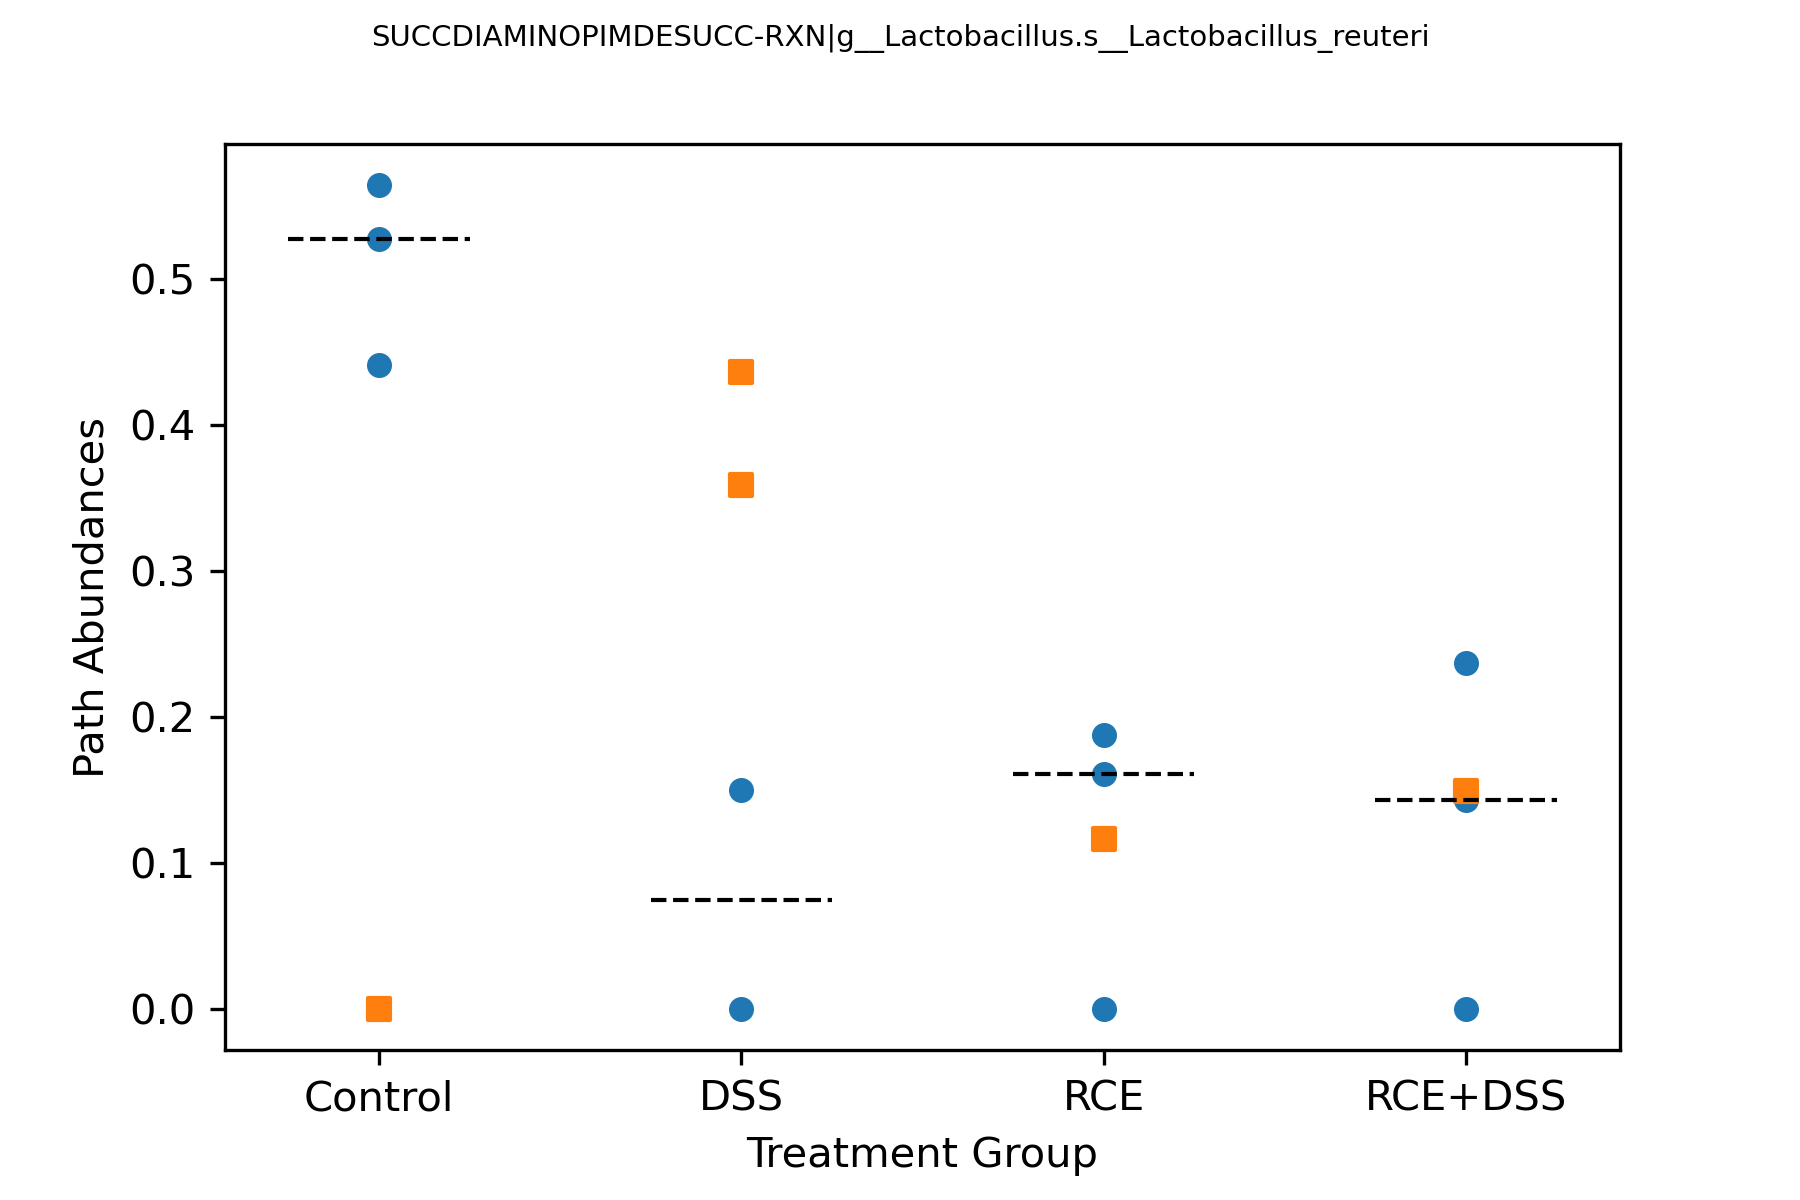 SUCCDIAMINOPIMDESUCC-RXN|g__Lactobacillus.s__Lactobacillus_reuteri
0.5
0.4
0.3
0.2
0.1
0.0
Path Abundances
Control DSS RCE RCE+DSS
Treatment Group